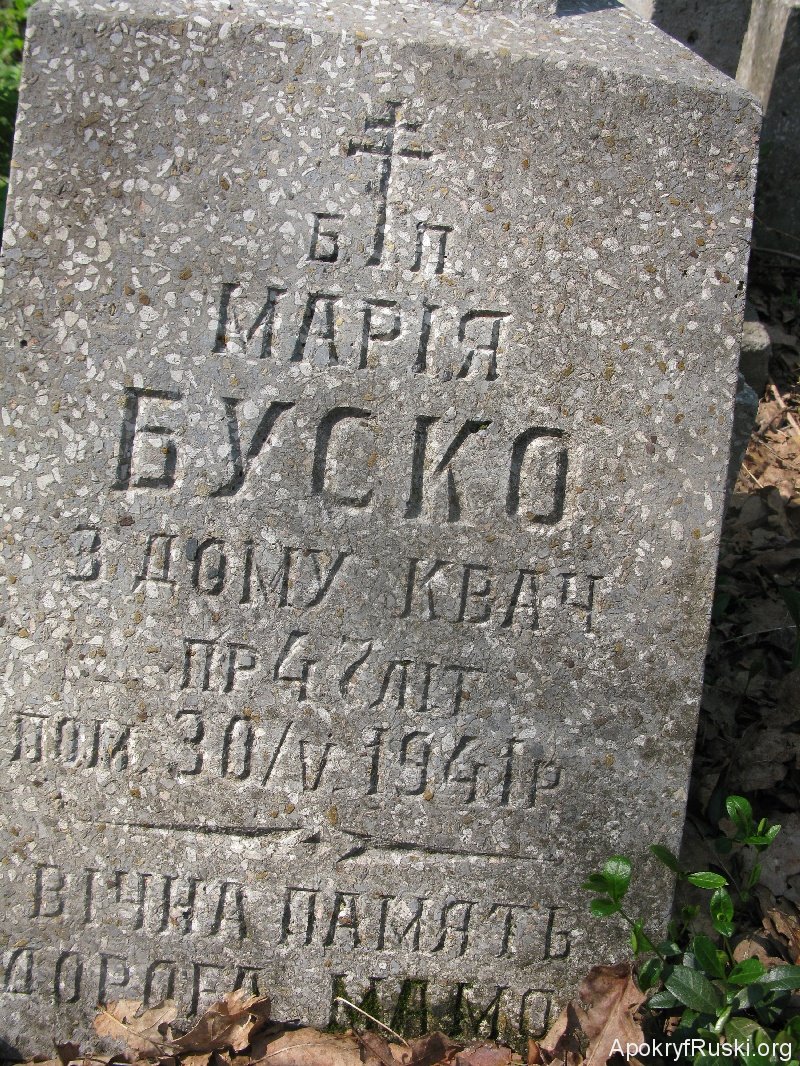 Б П
МАРІЯ
БУСКО
З ДОМУ КВАЧ
ПР 47 ЛІТ
ПОМ. 30/V. 1941 Р
ВІЧНА ПАМЯТЬ
ДОРОГА МАМО
ApokryfRuski.org